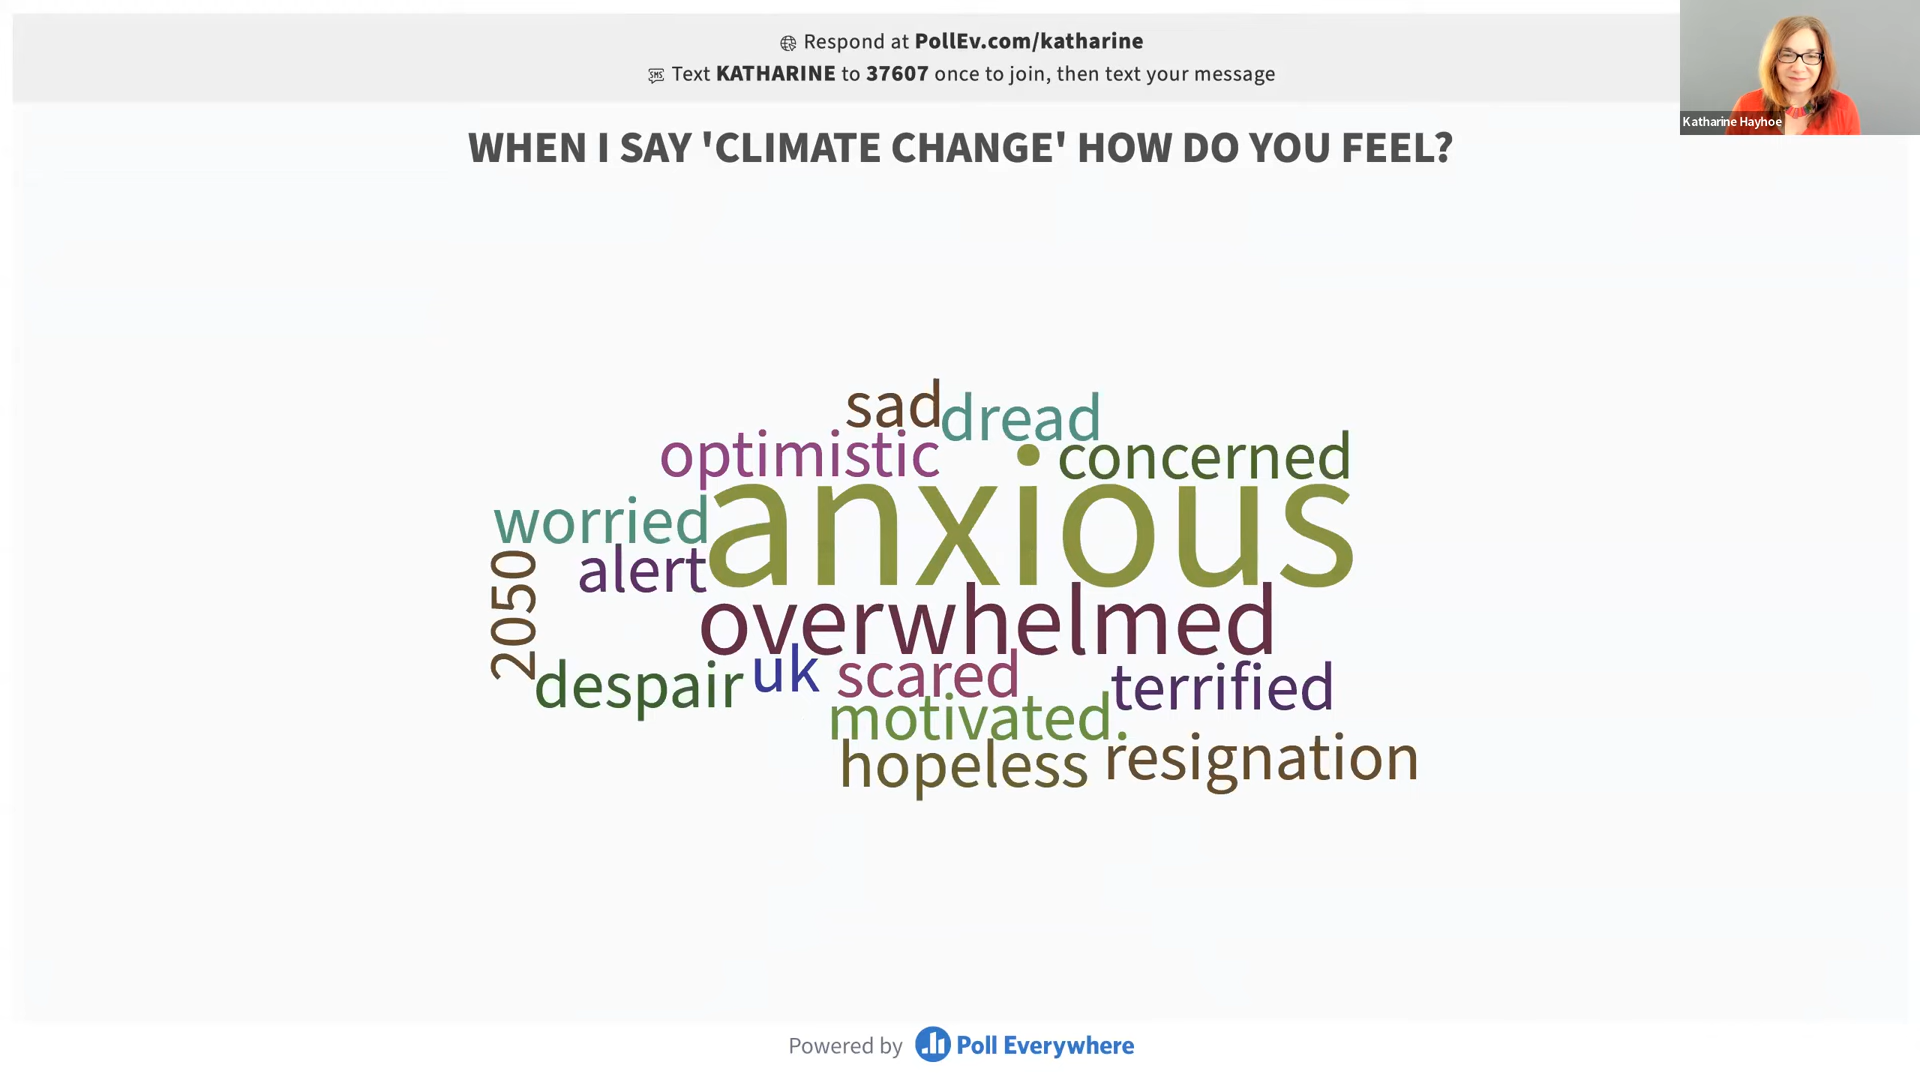 Respond at PollEv.com/katharine
Text KATHARINE to 37607 once to join, then text your message
Katharine Hayhoe
WHEN I SAY 'CLIMATE CHANGE' HOW DO YOU FEEL?
sad
dread
optimistic
concerned
anxious
worried
alert
2050
overwhelmed
despair
uk
scared
terrified
motivated.
hopeless
resignation
Powered by Poll Everywhere